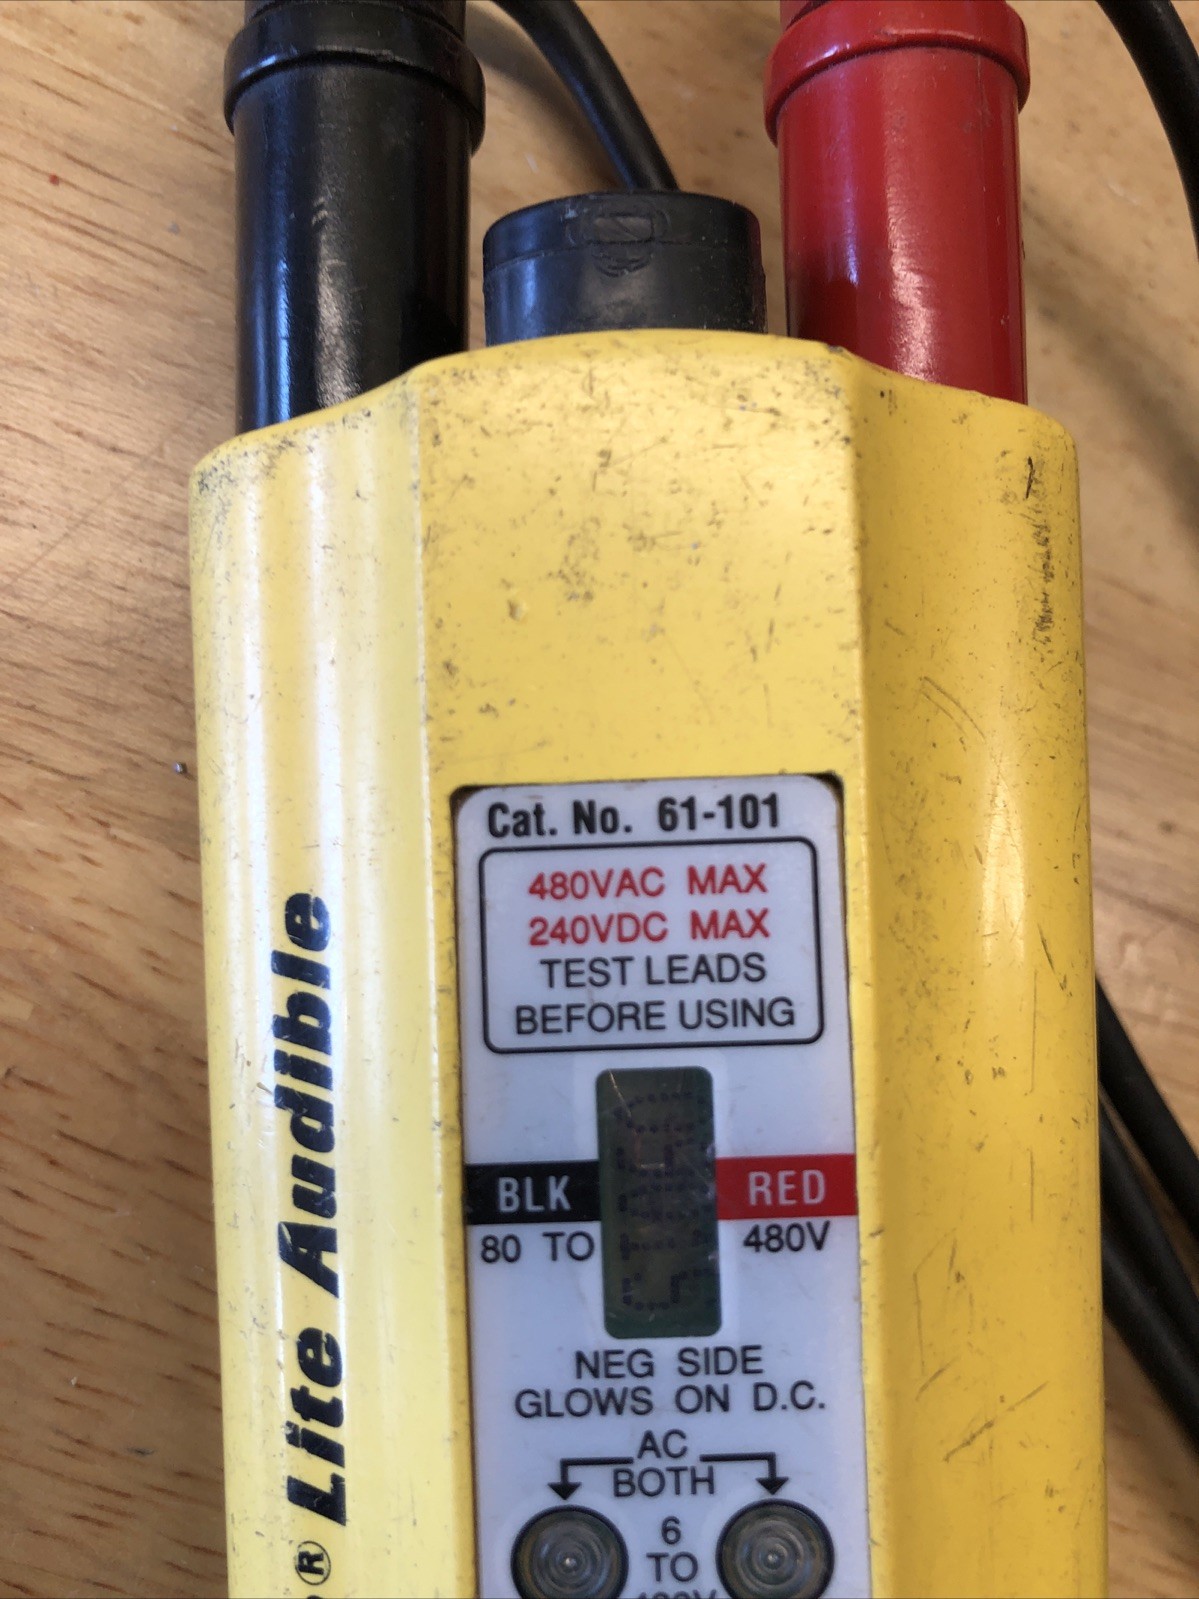 Cat. No. 61-101
480VAC MAX
240VDC MAX
TEST LEADS
BEFORE USING
BLK RED
80 TO 480V
NEG SIDE
GLOWS ON D.C.
AC
BOTH
6
TO
® Lite Audible